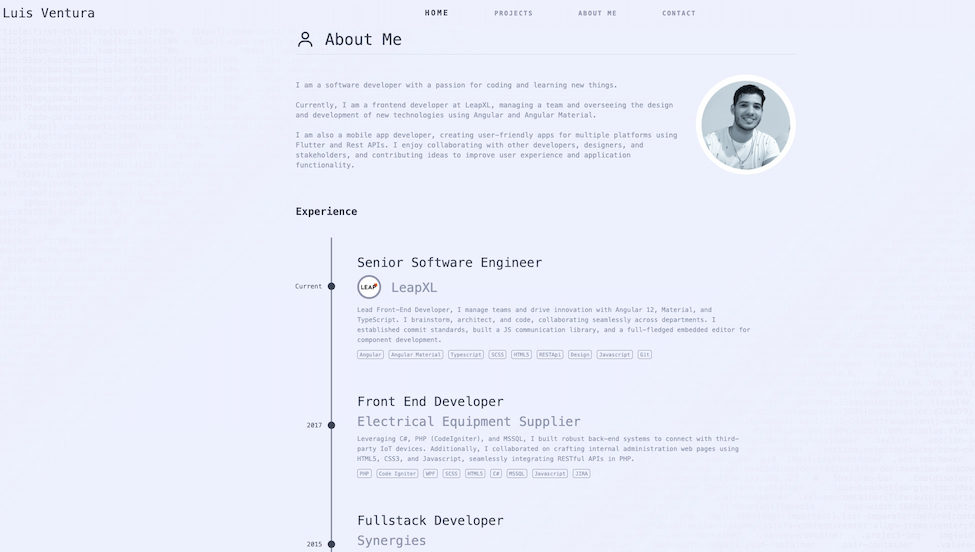 Luis Ventura
HOME
PROJECTS
ABOUT ME
CONTACT
About Me
I am a software developer with a passion for coding and learning new things.
Currently, I am a frontend developer at LeapXL, managing a team and overseeing the design
and development of new technologies using Angular and Angular Material.
I am also a mobile app developer, creating user-friendly apps for multiple platforms using
Flutter and Rest APIs. I enjoy collaborating with other developers, designers, and
stakeholders, and contributing ideas to improve user experience and application
functionality.
Experience
Senior Software Engineer
Current
LEAP
LeapXL
Lead Front-End Developer, I manage teams and drive innovation with Angular 12, Material, and
TypeScript. I brainstorm, architect, and code, collaborating seamlessly across departments. I
established commit standards, built a JS communication library, and a full-fledged embedded editor for
component development.
Angular Angular Material Typescript SCSS HTML5 RESTApi Design Javascript Git
Front End Developer
2017
Electrical Equipment Supplier
Leveraging C#, PHP (CodeIgniter), and MSSQL, I built robust back-end systems to connect with third-
party IoT devices. Additionally, I collaborated on crafting internal administration web pages using
HTML5, CSS3, and Javascript, seamlessly integrating RESTful APIs in PHP.
PHP Code Igniter WPF SCSS HTML5 C# MSSQL Javascript JIRA
Fullstack Developer
2015
Synergies